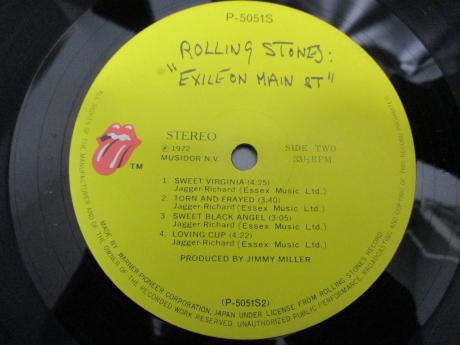 P-5051S
ROLLING STONES:
"EXILE ON MAIN ST"
STEREO
℗ 1972
MUSIDOR N.V.
SIDE TWO
33⅓ RPM
TM
1. SWEET VIRGINIA (4:25)
Jagger-Richard (Essex Music Ltd.)
2. TORN AND FRAYED (3:40)
Jagger-Richard (Essex Music Ltd.)
3. SWEET BLACK ANGEL (3:05)
Jagger-Richard (Essex Music Ltd.)
4. LOVING CUP (4:22)
Jagger-Richard (Essex Music Ltd.)
PRODUCED BY JIMMY MILLER
(P-5051S2)
MADE BY WARNER-PIONEER CORPORATION, JAPAN UNDER LICENSE FROM ROLLING STONES RECORD
ALL RIGHTS OF THE MANUFACTURER AND OF THE OWNER OF THE RECORDED WORK RESERVED. UNAUTHORIZED PUBLIC PERFORMANCE, BROADCASTING AND COPYING OF THIS RECORD PROHIBITED